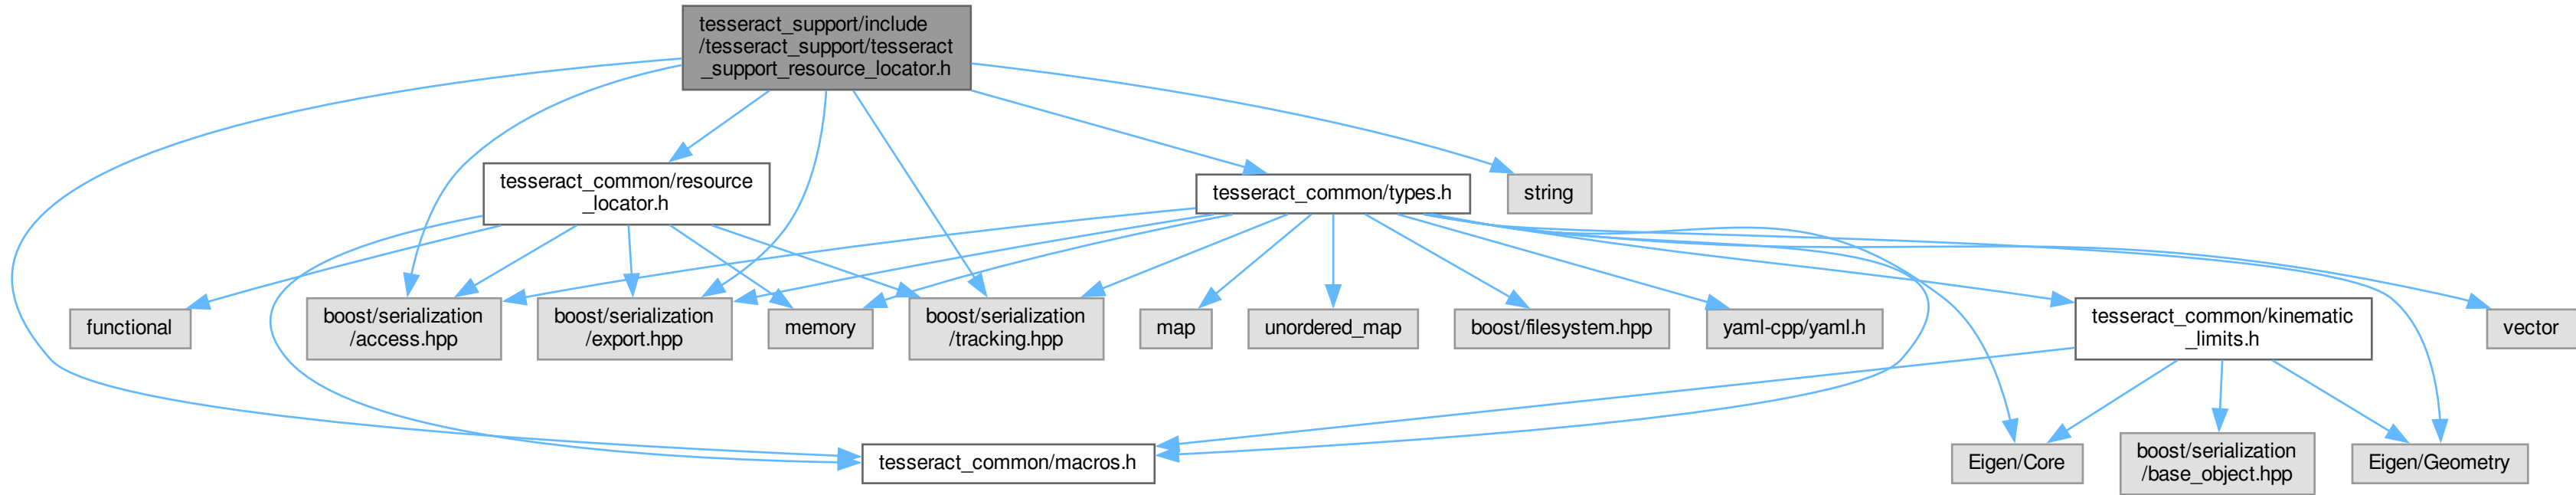 tesseract_support/include
/tesseract_support/tesseract
_support_resource_locator.h
tesseract_common/resource
_locator.h
tesseract_common/types.h
string
functional
boost/serialization
/access.hpp
boost/serialization
/export.hpp
memory
boost/serialization
/tracking.hpp
map
unordered_map
boost/filesystem.hpp
yaml-cpp/yaml.h
tesseract_common/kinematic
_limits.h
vector
tesseract_common/macros.h
Eigen/Core
boost/serialization
/base_object.hpp
Eigen/Geometry